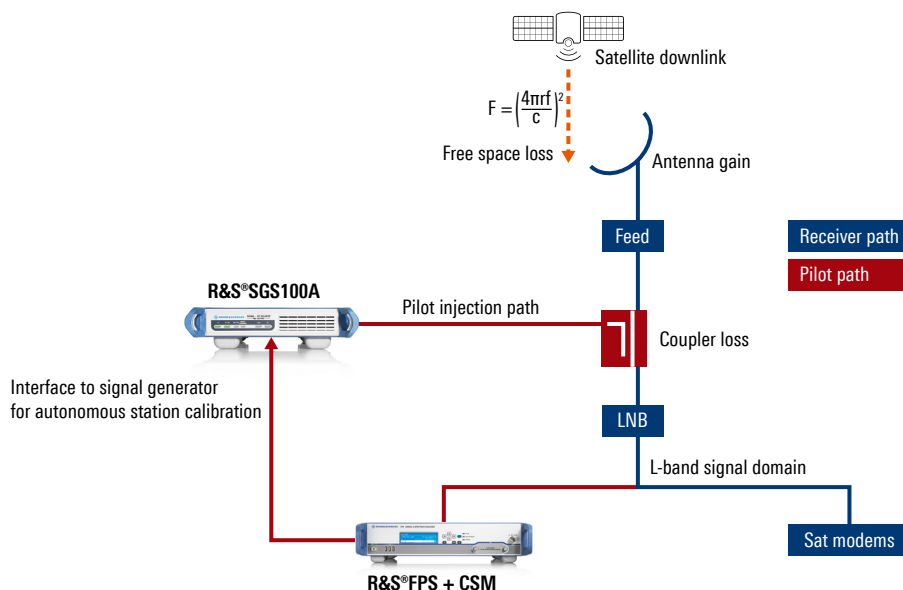 Satellite downlink
F = (4πrf/c)²
Free space loss
Antenna gain
Feed
Receiver path
Pilot path
R&S®SGS100A
Pilot injection path
Coupler loss
Interface to signal generator
for autonomous station calibration
LNB
L-band signal domain
Sat modems
R&S®FPS + CSM